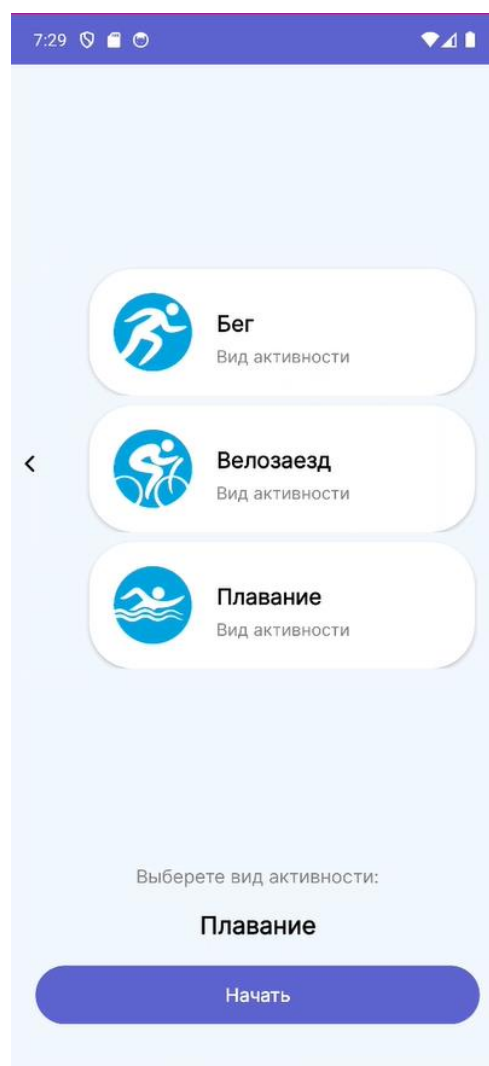 7:29
Бег
Вид активности
Велозаезд
Вид активности
Плавание
Вид активности
Выберете вид активности:
Плавание
Начать